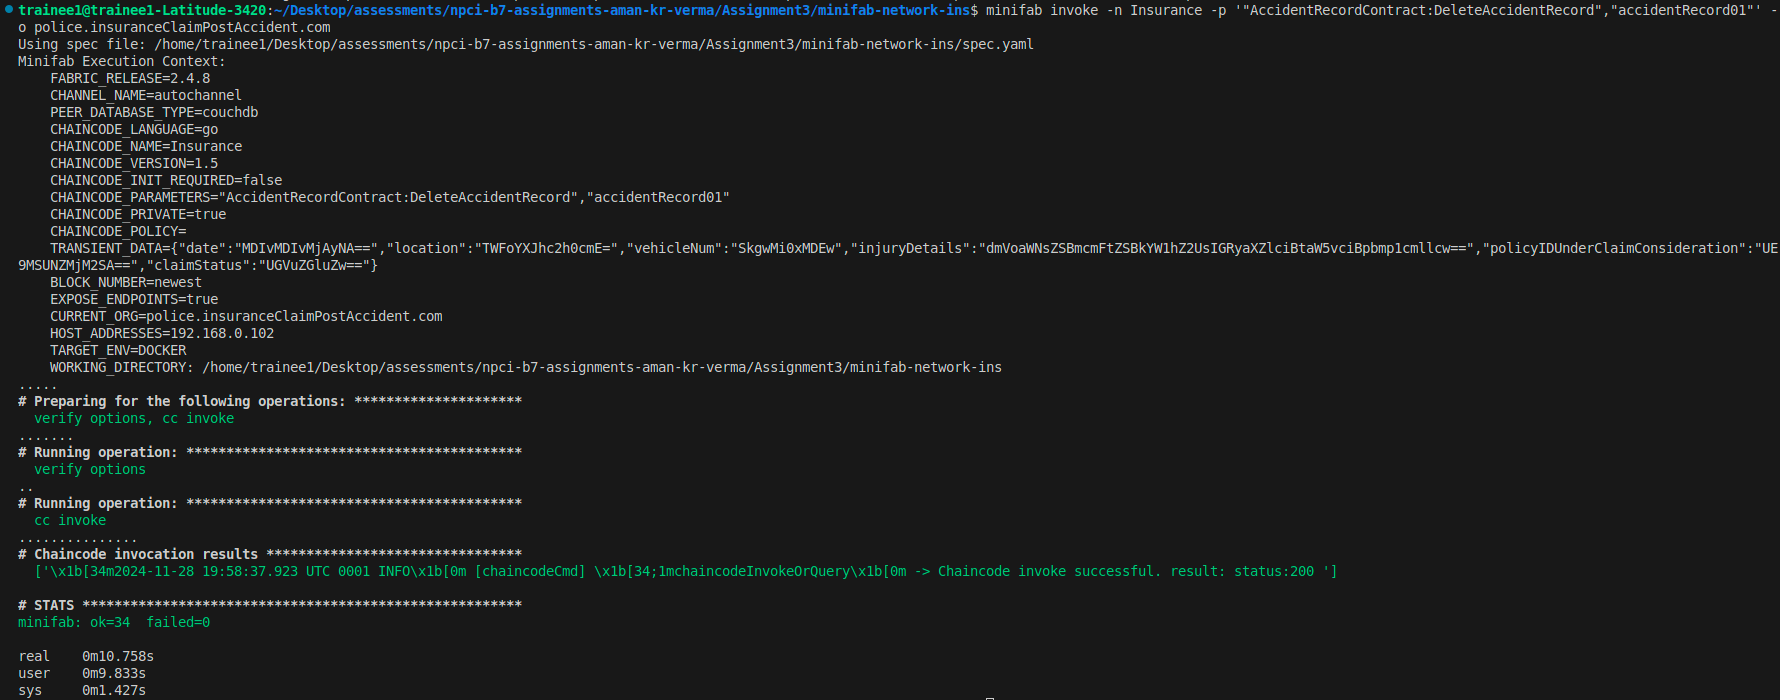 trainee1@trainee1-Latitude-3420:~/Desktop/assessments/npci-b7-assignments-aman-kr-verma/Assignment3/minifab-network-ins$ minifab invoke -n Insurance -p '"AccidentRecordContract:DeleteAccidentRecord","accidentRecord01"' -
o police.insuranceClaimPostAccident.com
Using spec file: /home/trainee1/Desktop/assessments/npci-b7-assignments-aman-kr-verma/Assignment3/minifab-network-ins/spec.yaml
Minifab Execution Context:
    FABRIC_RELEASE=2.4.8
    CHANNEL_NAME=autochannel
    PEER_DATABASE_TYPE=couchdb
    CHAINCODE_LANGUAGE=go
    CHAINCODE_NAME=Insurance
    CHAINCODE_VERSION=1.5
    CHAINCODE_INIT_REQUIRED=false
    CHAINCODE_PARAMETERS="AccidentRecordContract:DeleteAccidentRecord","accidentRecord01"
    CHAINCODE_PRIVATE=true
    CHAINCODE_POLICY=
    TRANSIENT_DATA={"date":"MDIvMDIvMjAyNA==","location":"TWFoYXJhc2h0cmE=","vehicleNum":"SkgwMi0xMDEw","injuryDetails":"dmVoaWNsZSBmcmFtZSBkYW1hZ2UsIGRyaXZlciBtaW5vciBpbmp1cmllcw==","policyIDUnderClaimConsideration":"UE
9MSUNZMjM2SA==","claimStatus":"UGVuZGluZw=="}
    BLOCK_NUMBER=newest
    EXPOSE_ENDPOINTS=true
    CURRENT_ORG=police.insuranceClaimPostAccident.com
    HOST_ADDRESSES=192.168.0.102
    TARGET_ENV=DOCKER
    WORKING_DIRECTORY: /home/trainee1/Desktop/assessments/npci-b7-assignments-aman-kr-verma/Assignment3/minifab-network-ins
.....
# Preparing for the following operations: *********************
  verify options, cc invoke
.......
# Running operation: ******************************************
  verify options
..
# Running operation: ******************************************
  cc invoke
...............
# Chaincode invocation results ********************************
  ['\x1b[34m2024-11-28 19:58:37.923 UTC 0001 INFO\x1b[0m [chaincodeCmd] \x1b[34;1mchaincodeInvokeOrQuery\x1b[0m -> Chaincode invoke successful. result: status:200 ']
# STATS *******************************************************
minifab: ok=34  failed=0
real    0m10.758s
user    0m9.833s
sys     0m1.427s